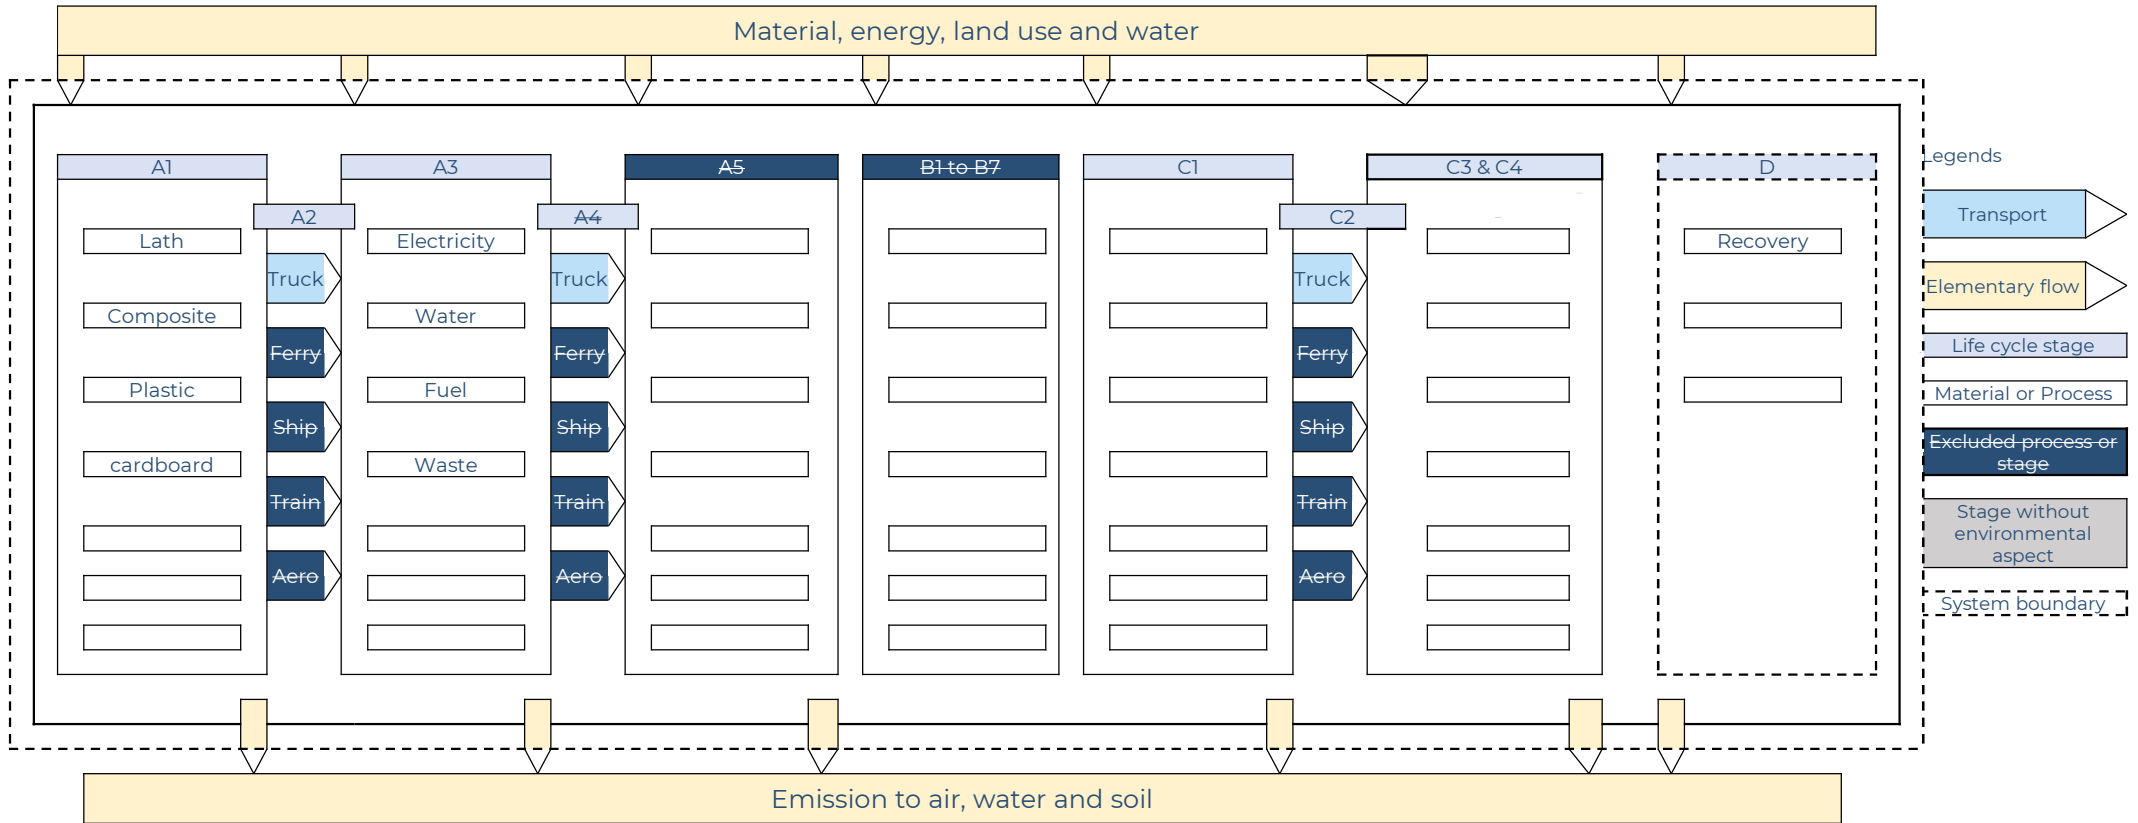 Material, energy, land use and water
A1
A3
A5
B1 to B7
C1
C3 & C4
D
Legends
A2
A4
C2
Transport
Lath
Electricity
Recovery
Truck
Truck
Truck
Elementary flow
Composite
Water
Ferry
Ferry
Ferry
Life cycle stage
Plastic
Fuel
Material or Process
Ship
Ship
Ship
Excluded process or
stage
cardboard
Waste
Train
Train
Train
Stage without
environmental
aspect
Aero
Aero
Aero
System boundary
Emission to air, water and soil